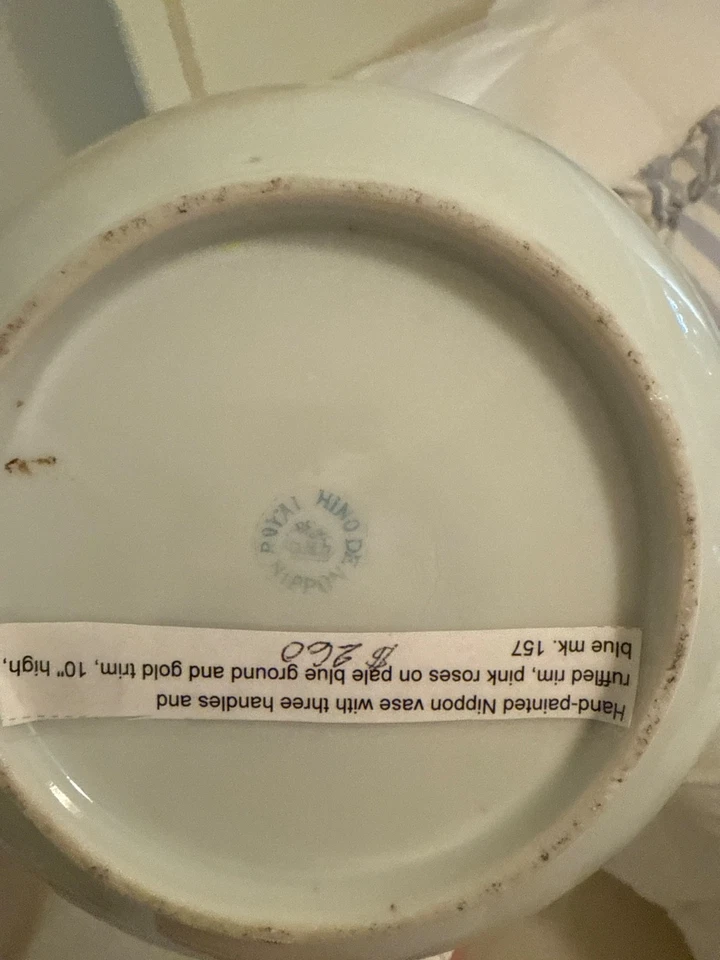 ROYAL HINODE
NIPPON
Hand-painted Nippon vase with three handles and
ruffled rim, pink roses on pale blue ground and gold trim, 10" high,
blue mk. 157
$260